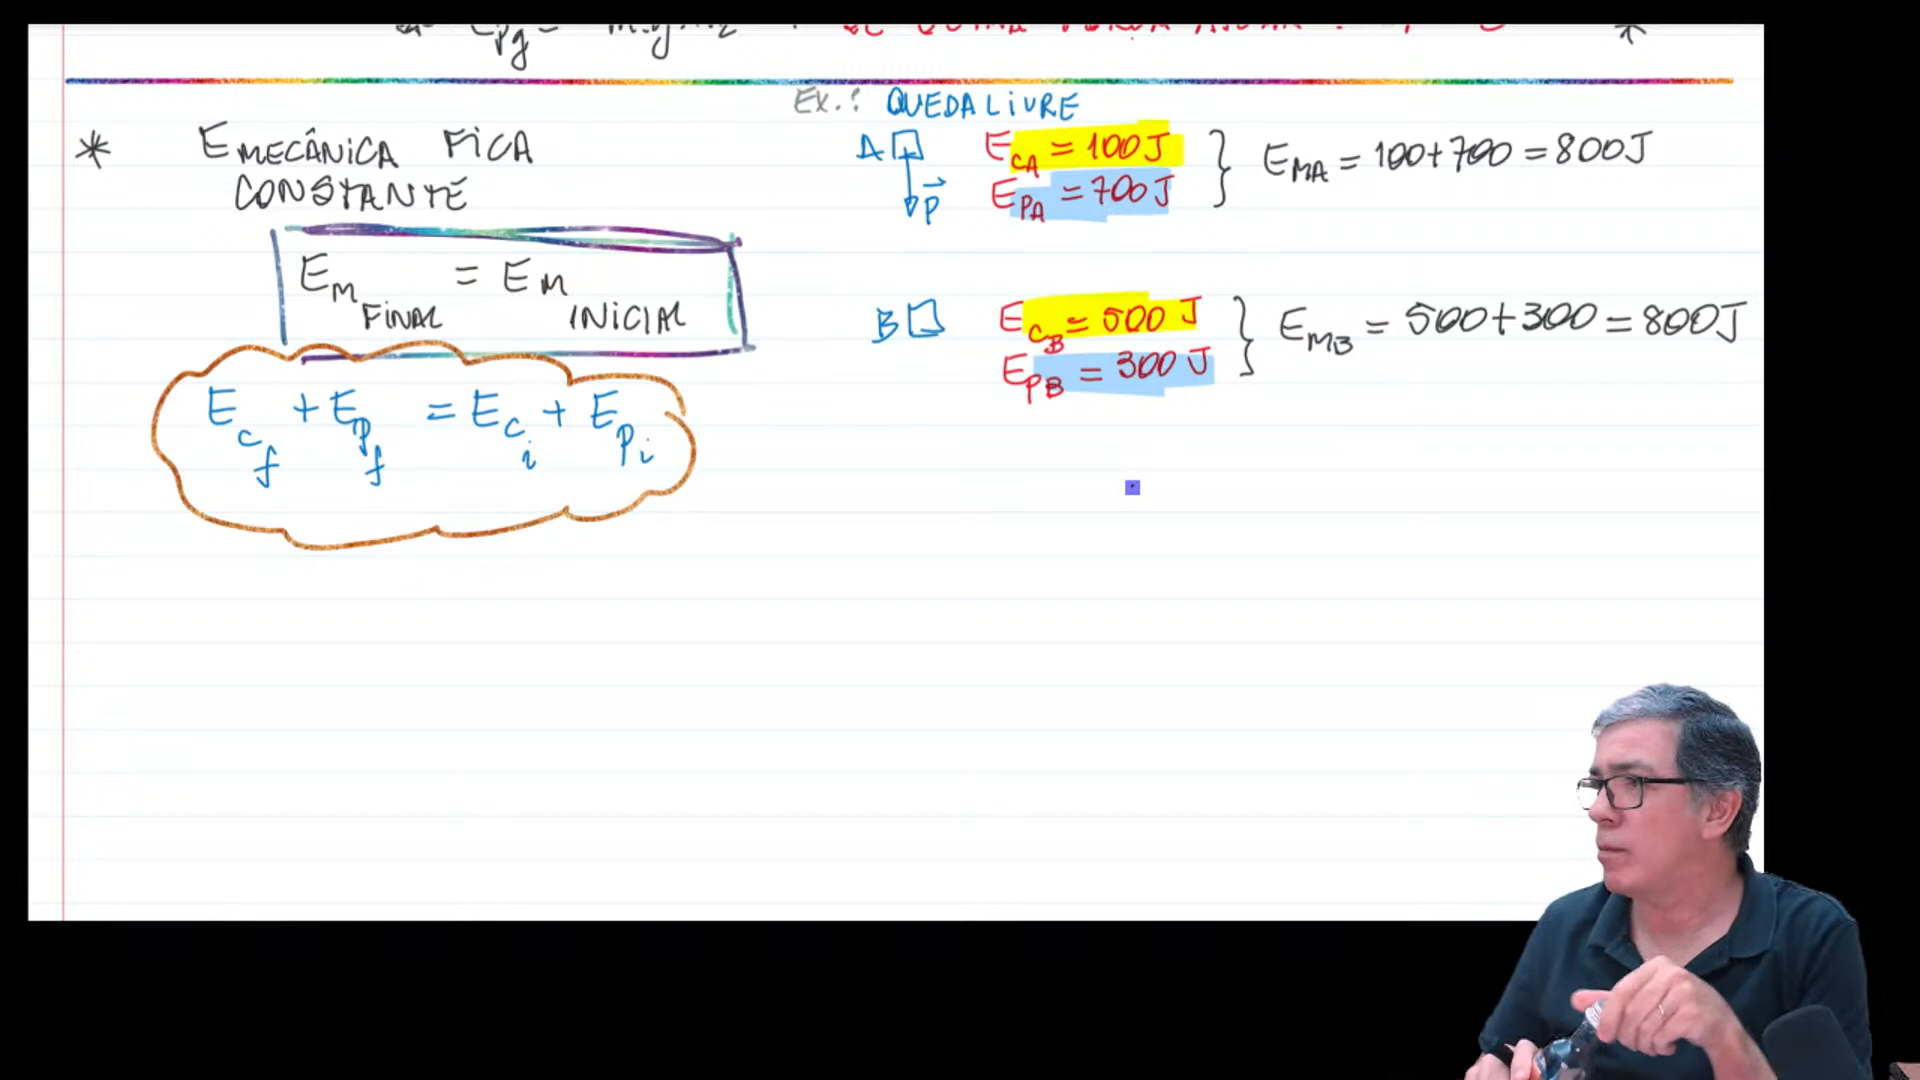 Epg = m.g.h
Ex.: QUEDA LIVRE
* EMECÂNICA FICA
CONSTANTE
EM FINAL = EM INICIAL
Ecf + Epf = Eci + Epi
A ECA = 100J } EMA = 100+700 = 800J
P EPA = 700J
B ECB = 500 J } EMB = 500+300 = 800J
EPB = 300 J